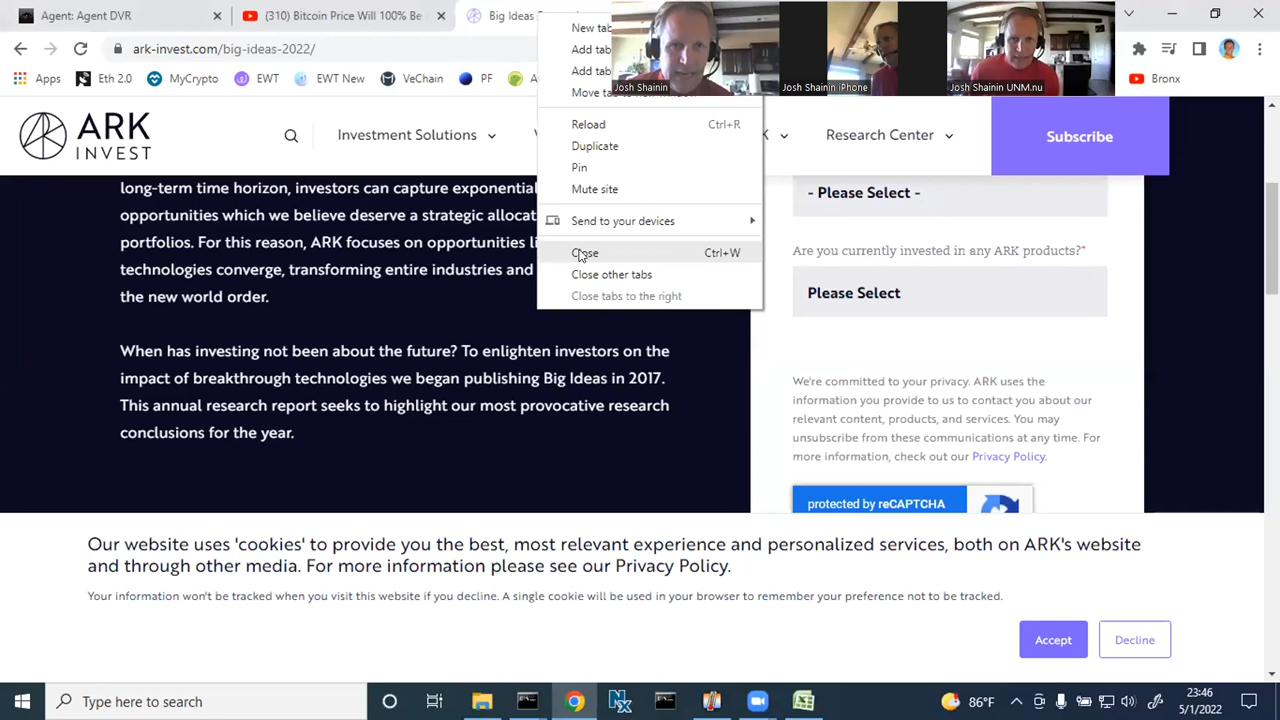 Agent: Agent DVR
(310) Bitcoin Price Will 100% Be
Big Ideas
ark-invest.com/big-ideas-2022/
Apps
Eth 2.0
MyCrypto
EWT
EWT New
VeChain
PF
Bronx
Josh Shainin
Josh Shainin iPhone
Josh Shainin UNM.nu
New tab
Add tab
Add tab
Move tab to new window
Reload Ctrl+R
Duplicate
Pin
Mute site
Send to your devices
Close Ctrl+W
Close other tabs
Close tabs to the right
ARK
INVEST
Investment Solutions
Research Center
Subscribe
long-term time horizon, investors can capture exponential
opportunities which we believe deserve a strategic allocat
portfolios. For this reason, ARK focuses on opportunities li
technologies converge, transforming entire industries and
the new world order.
When has investing not been about the future? To enlighten investors on the
impact of breakthrough technologies we began publishing Big Ideas in 2017.
This annual research report seeks to highlight our most provocative research
conclusions for the year.
- Please Select -
Are you currently invested in any ARK products?*
Please Select
We're committed to your privacy. ARK uses the
information you provide to us to contact you about our
relevant content, products, and services. You may
unsubscribe from these communications at any time. For
more information, check out our Privacy Policy.
protected by reCAPTCHA
Our website uses 'cookies' to provide you the best, most relevant experience and personalized services, both on ARK's website
and through other media. For more information please see our Privacy Policy.
Your information won't be tracked when you visit this website if you decline. A single cookie will be used in your browser to remember your preference not to be tracked.
Accept
Decline
Type here to search
86°F
23:46
5/1/2022